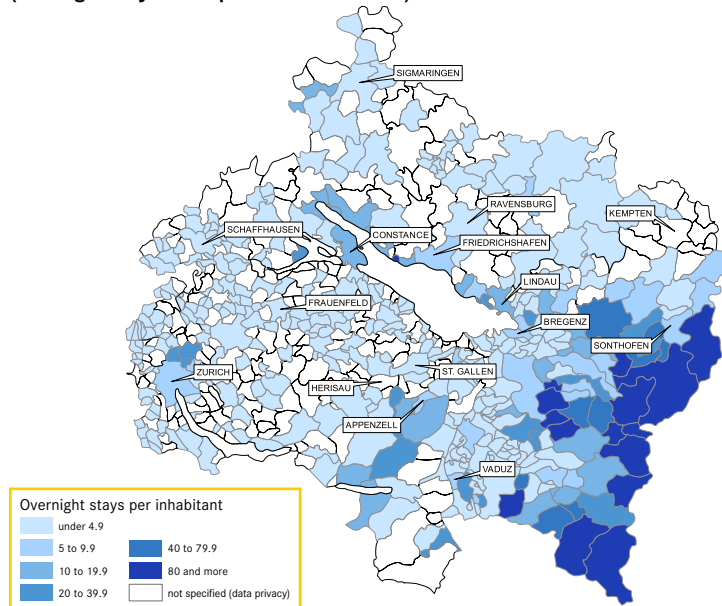 SIGMARINGEN
RAVENSBURG
KEMPTEN
SCHAFFHAUSEN
CONSTANCE
FRIEDRICHSHAFEN
LINDAU
FRAUENFELD
BREGENZ
SONTHOFEN
ZURICH
ST. GALLEN
HERISAU
APPENZELL
VADUZ
Overnight stays per inhabitant
under 4.9
5 to 9.9
40 to 79.9
10 to 19.9
80 and more
20 to 39.9
not specified (data privacy)